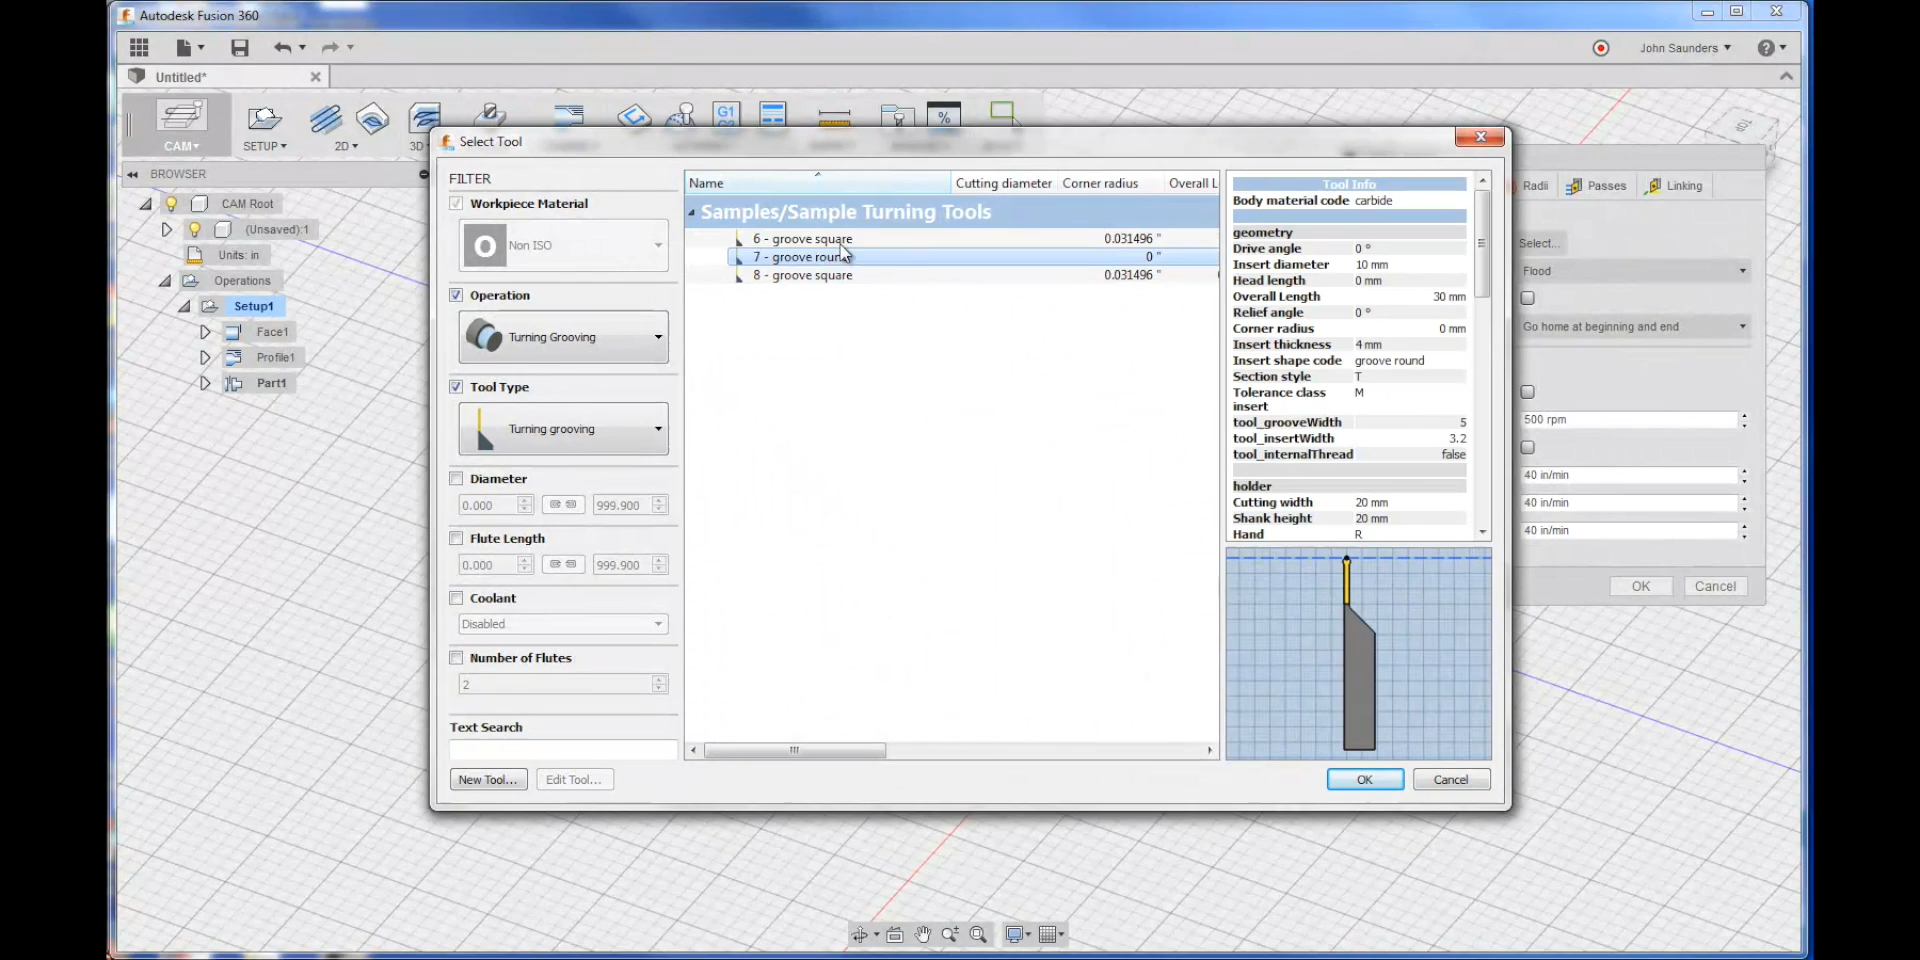 Autodesk Fusion 360
John Saunders
Untitled*
G1
G2
%
CAM
SETUP
2D
3D
BROWSER
CAM Root
(Unsaved):1
Units: in
Operations
Setup1
Face1
Profile1
Part1
Select Tool
FILTER
Workpiece Material
Non ISO
Operation
Turning Grooving
Tool Type
Turning grooving
Diameter
0.000
999.900
Flute Length
0.000
999.900
Coolant
Disabled
Number of Flutes
2
Text Search
New Tool...
Edit Tool...
Name
Cutting diameter
Corner radius
Overall L
Samples/Sample Turning Tools
6 - groove square
0.031496 "
7 - groove round
0 "
8 - groove square
0.031496 "
Tool Info
Body material code carbide
geometry
Drive angle 0 °
Insert diameter 10 mm
Head length 0 mm
Overall Length 30 mm
Relief angle 0 °
Corner radius 0 mm
Insert thickness 4 mm
Insert shape code groove round
Section style T
Tolerance class M
insert
tool_grooveWidth 5
tool_insertWidth 3.2
tool_internalThread false
holder
Cutting width 20 mm
Shank height 20 mm
Hand R
OK
Cancel
Radii
Passes
Linking
Select...
Flood
Go home at beginning and end
500 rpm
40 in/min
40 in/min
40 in/min
OK
Cancel